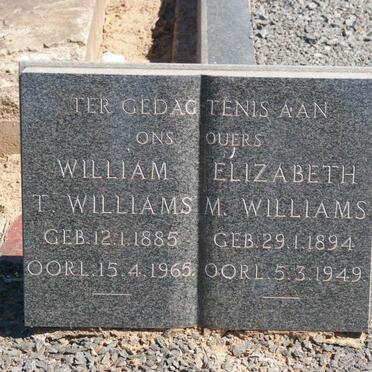 TER GEDAGTENIS AAN
ONS OUERS
WILLIAM ELIZABETH
T. WILLIAMS M. WILLIAMS
GEB. 12.1.1885 GEB. 29.1.1894
OORL. 15.4.1965 OORL. 5.3.1949